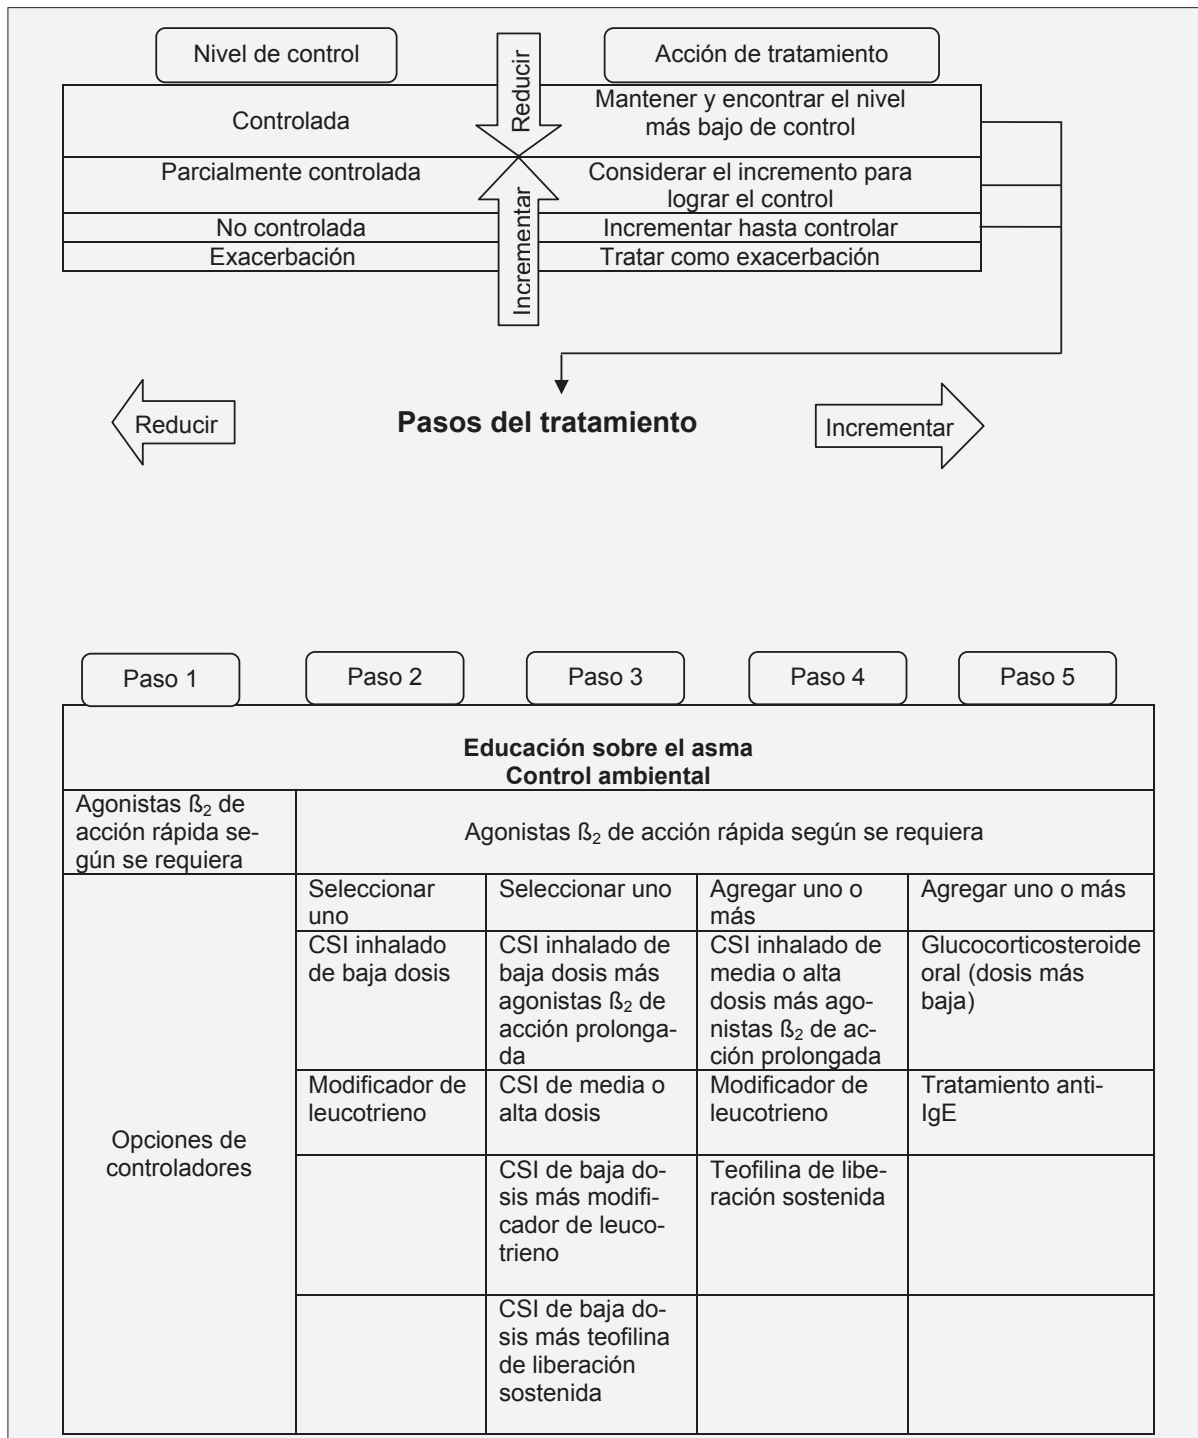 Nivel de control
Acción de tratamiento
Reducir
Controlada
Mantener y encontrar el nivel
más bajo de control
Parcialmente controlada
Considerar el incremento para
lograr el control
Incrementar
No controlada
Incrementar hasta controlar
Exacerbación
Tratar como exacerbación
Reducir
Pasos del tratamiento
Incrementar
Paso 1
Paso 2
Paso 3
Paso 4
Paso 5
Educación sobre el asma
Control ambiental
Agonistas ß2 de
acción rápida se-
gún se requiera
Agonistas ß2 de acción rápida según se requiera
Opciones de
controladores
Seleccionar
uno
Seleccionar uno
Agregar uno o
más
Agregar uno o más
CSI inhalado
de baja dosis
CSI inhalado de
baja dosis más
agonistas ß2 de
acción prolonga-
da
CSI inhalado de
media o alta
dosis más ago-
nistas ß2 de ac-
ción prolongada
Glucocorticosteroide
oral (dosis más
baja)
Modificador de
leucotrieno
CSI de media o
alta dosis
Modificador de
leucotrieno
Tratamiento anti-
IgE
CSI de baja do-
sis más modifi-
cador de leuco-
trieno
Teofilina de libe-
ración sostenida
CSI de baja do-
sis más teofilina
de liberación
sostenida